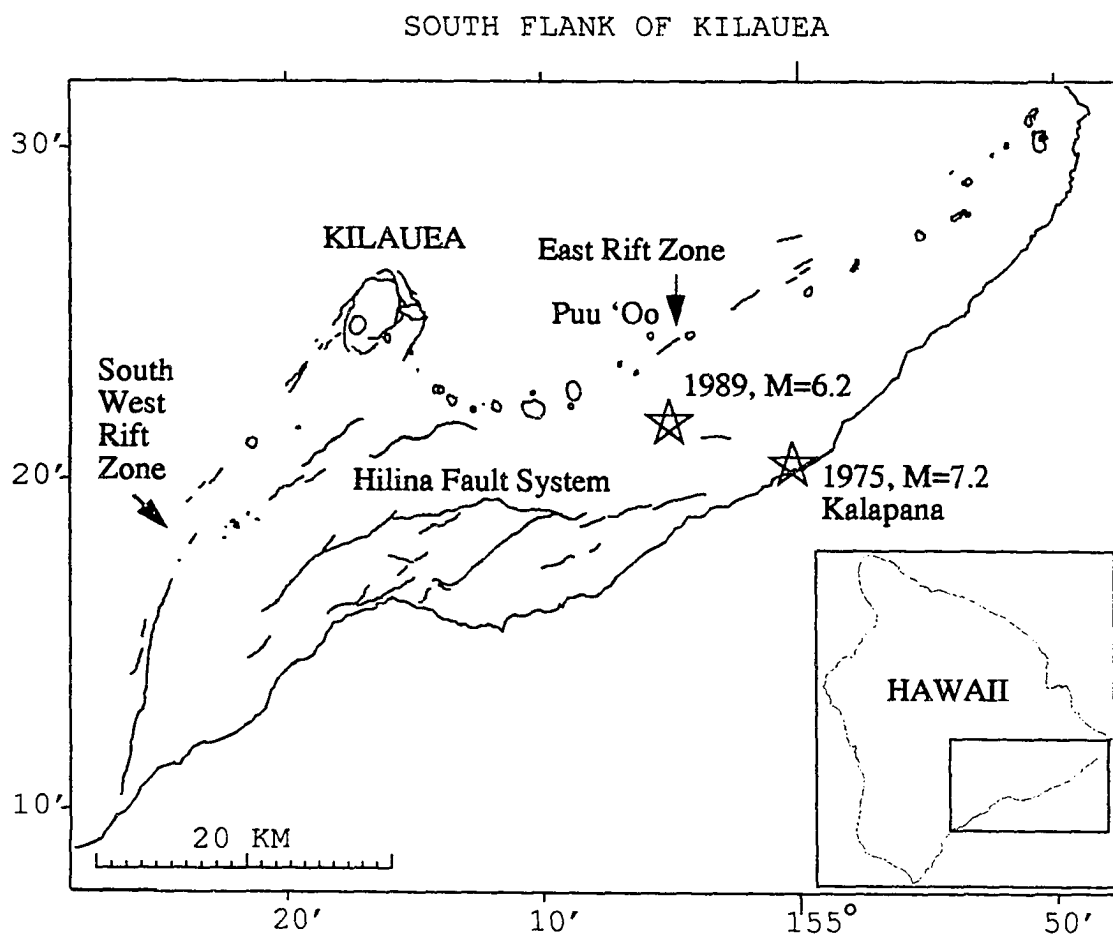 SOUTH FLANK OF KILAUEA
30′
KILAUEA
East Rift Zone
Puu ‘Oo
South
West
Rift
Zone
1989, M=6.2
20′
Hilina Fault System
1975, M=7.2
Kalapana
HAWAII
10′
20 KM
20′
10′
155°
50′